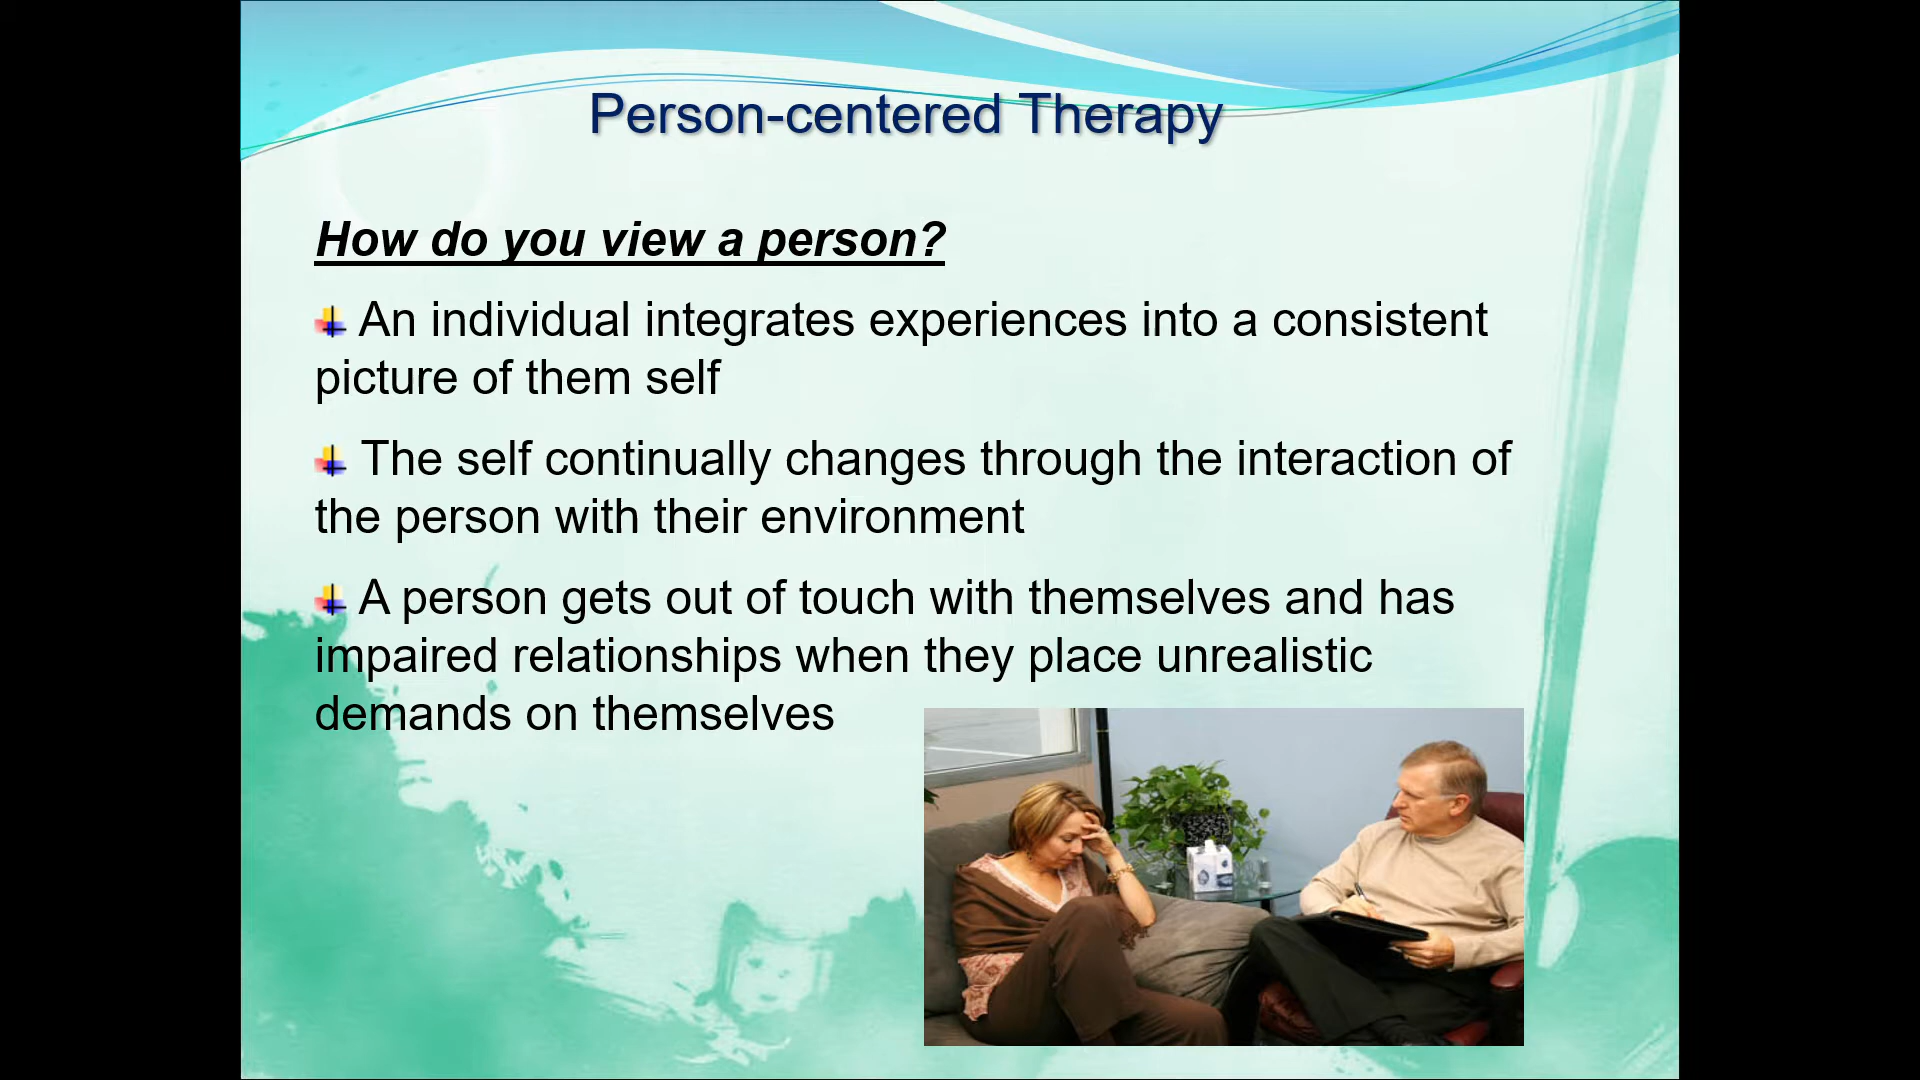 Person-centered Therapy
How do you view a person?
An individual integrates experiences into a consistent
picture of them self
The self continually changes through the interaction of
the person with their environment
A person gets out of touch with themselves and has
impaired relationships when they place unrealistic
demands on themselves